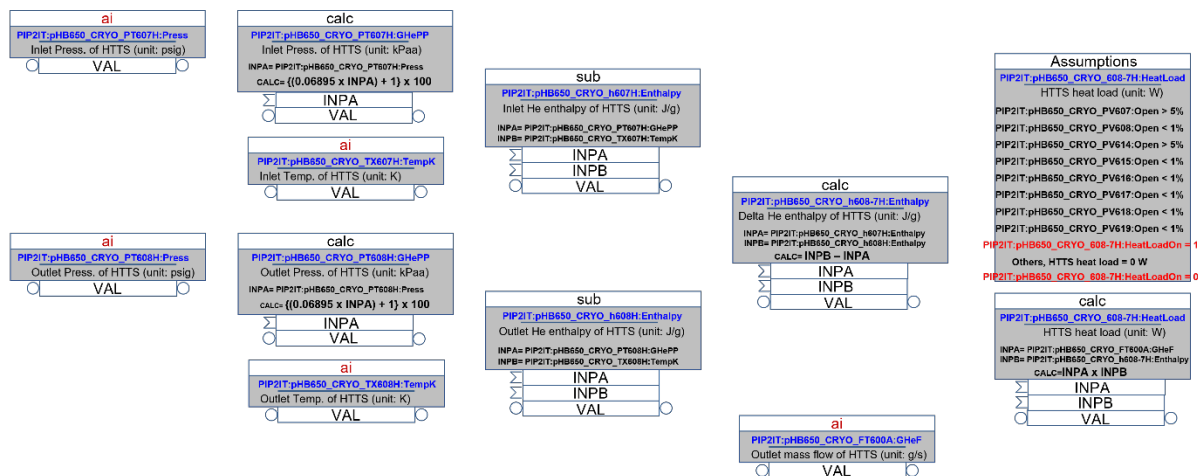 ai
PIP2IT:pHB650_CRYO_PT607H:Press
Inlet Press. of HTTS (unit: psig)
VAL
calc
PIP2IT:pHB650_CRYO_PT607H:GHePP
Inlet Press. of HTTS (unit: kPaa)
INPA= PIP2IT:pHB650_CRYO_PT607H:Press
CALC= {(0.06895 x INPA) + 1} x 100
INPA
VAL
ai
PIP2IT:pHB650_CRYO_TX607H:TempK
Inlet Temp. of HTTS (unit: K)
VAL
sub
PIP2IT:pHB650_CRYO_h607H:Enthalpy
Inlet He enthalpy of HTTS (unit: J/g)
INPA= PIP2IT:pHB650_CRYO_PT607H:GHePP
INPB= PIP2IT:pHB650_CRYO_TX607H:TempK
INPA
INPB
VAL
ai
PIP2IT:pHB650_CRYO_PT608H:Press
Outlet Press. of HTTS (unit: psig)
VAL
calc
PIP2IT:pHB650_CRYO_PT608H:GHePP
Outlet Press. of HTTS (unit: kPaa)
INPA= PIP2IT:pHB650_CRYO_PT608H:Press
CALC= {(0.06895 x INPA) + 1} x 100
INPA
VAL
ai
PIP2IT:pHB650_CRYO_TX608H:TempK
Outlet Temp. of HTTS (unit: K)
VAL
sub
PIP2IT:pHB650_CRYO_h608H:Enthalpy
Outlet He enthalpy of HTTS (unit: J/g)
INPA= PIP2IT:pHB650_CRYO_PT608H:GHePP
INPB= PIP2IT:pHB650_CRYO_TX608H:TempK
INPA
INPB
VAL
calc
PIP2IT:pHB650_CRYO_h608-7H:Enthalpy
Delta He enthalpy of HTTS (unit: J/g)
INPA= PIP2IT:pHB650_CRYO_h607H:Enthalpy
INPB= PIP2IT:pHB650_CRYO_h608H:Enthalpy
CALC= INPB – INPA
INPA
INPB
VAL
ai
PIP2IT:pHB650_CRYO_FT600A:GHeF
Outlet mass flow of HTTS (unit: g/s)
VAL
Assumptions
PIP2IT:pHB650_CRYO_608-7H:HeatLoad
HTTS heat load (unit: W)
PIP2IT:pHB650_CRYO_PV607:Open > 5%
PIP2IT:pHB650_CRYO_PV608:Open < 1%
PIP2IT:pHB650_CRYO_PV614:Open > 5%
PIP2IT:pHB650_CRYO_PV615:Open < 1%
PIP2IT:pHB650_CRYO_PV616:Open < 1%
PIP2IT:pHB650_CRYO_PV617:Open < 1%
PIP2IT:pHB650_CRYO_PV618:Open < 1%
PIP2IT:pHB650_CRYO_PV619:Open < 1%
PIP2IT:pHB650_CRYO_608-7H:HeatLoadOn = 1
Others, HTTS heat load = 0 W
PIP2IT:pHB650_CRYO_608-7H:HeatLoadOn = 0
calc
PIP2IT:pHB650_CRYO_608-7H:HeatLoad
HTTS heat load (unit: W)
INPA= PIP2IT:pHB650_CRYO_FT600A:GHeF
INPB= PIP2IT:pHB650_CRYO_h608-7H:Enthalpy
CALC=INPA x INPB
INPA
INPB
VAL